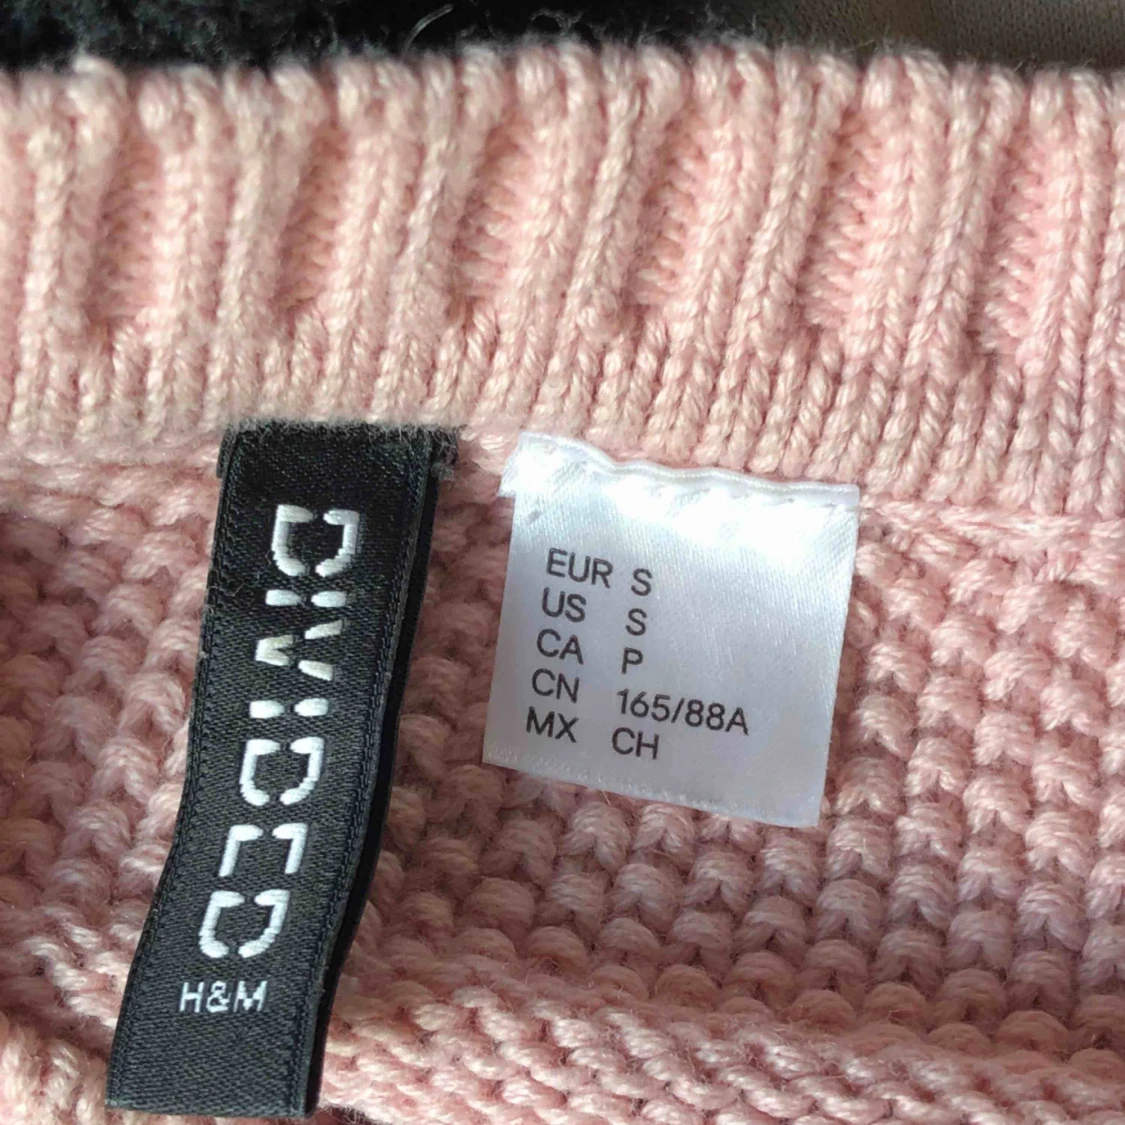 DIVIDED
H&M
EUR S
US S
CA P
CN 165/88A
MX CH